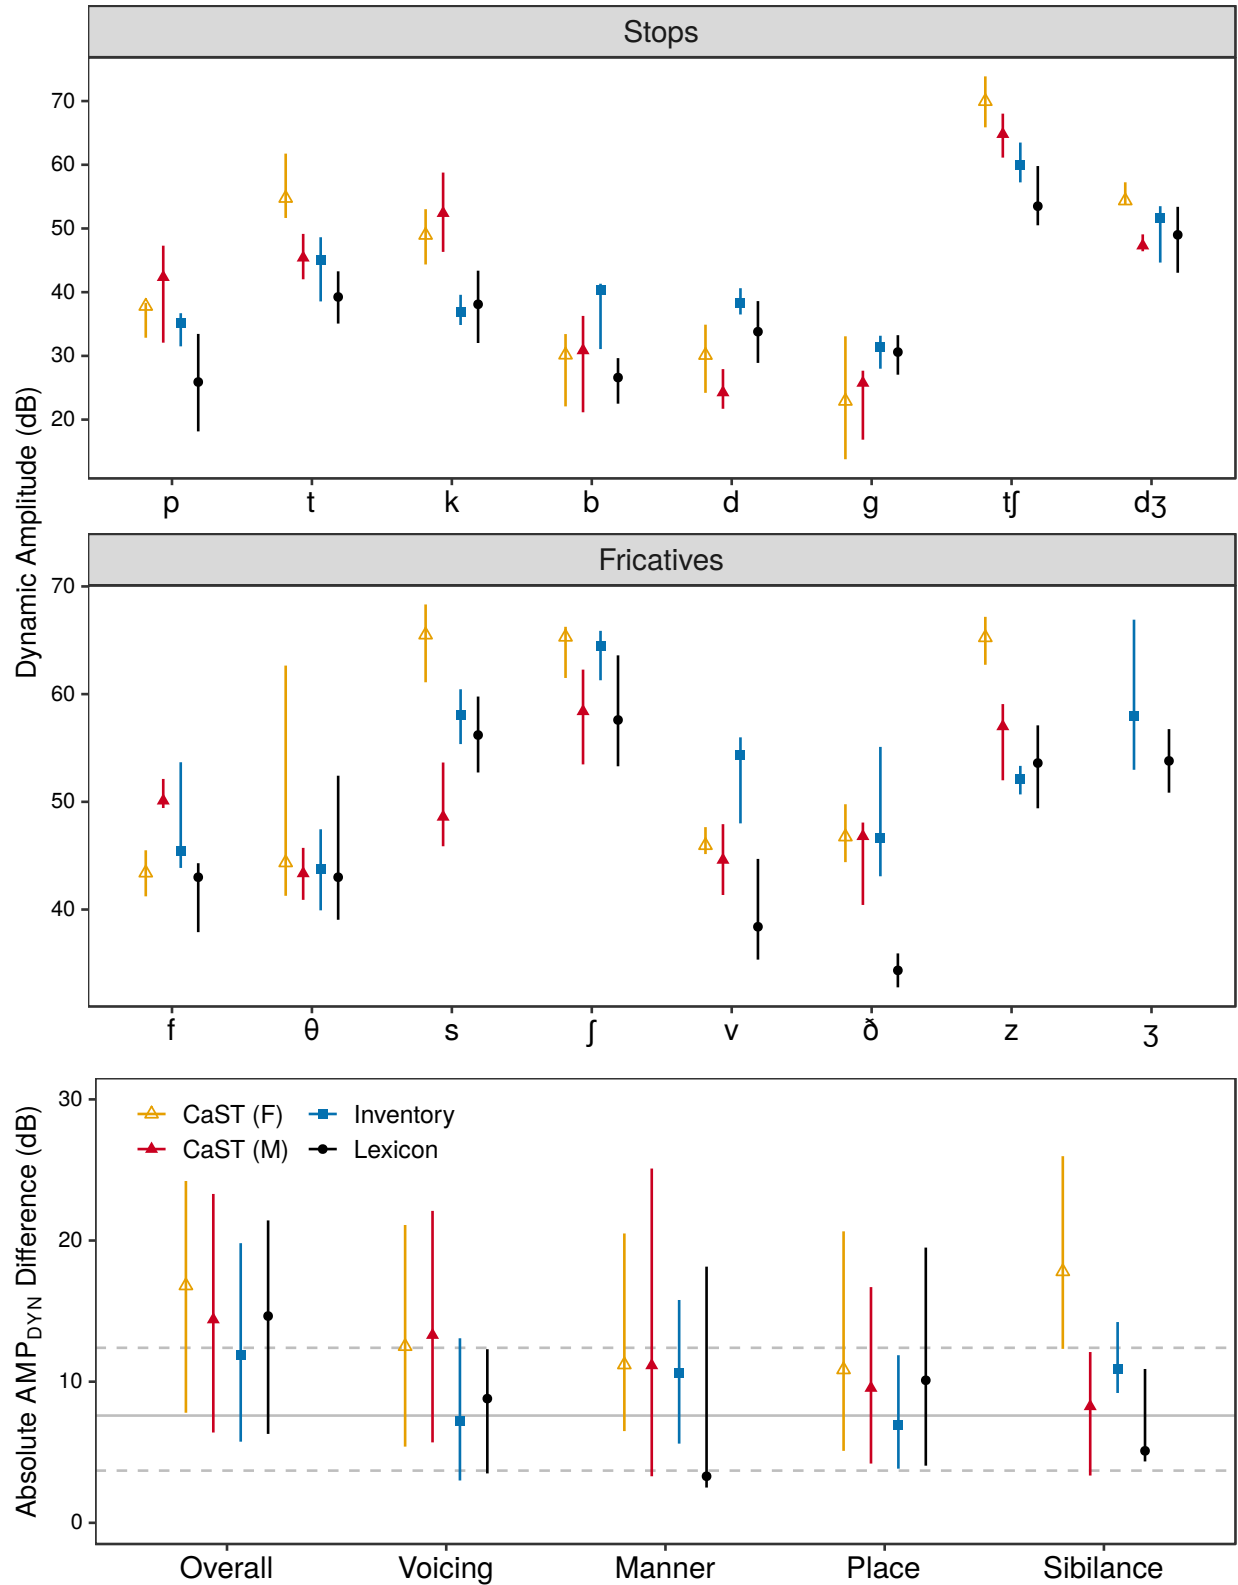 Stops
Dynamic Amplitude (dB)
70
60
50
40
30
20
p t k b d g tʃ dʒ
Fricatives
70
60
50
40
f θ s ʃ v ð z ʒ
Absolute AMP_DYN Difference (dB)
30
20
10
0
CaST (F) Inventory
CaST (M) Lexicon
Overall Voicing Manner Place Sibilance